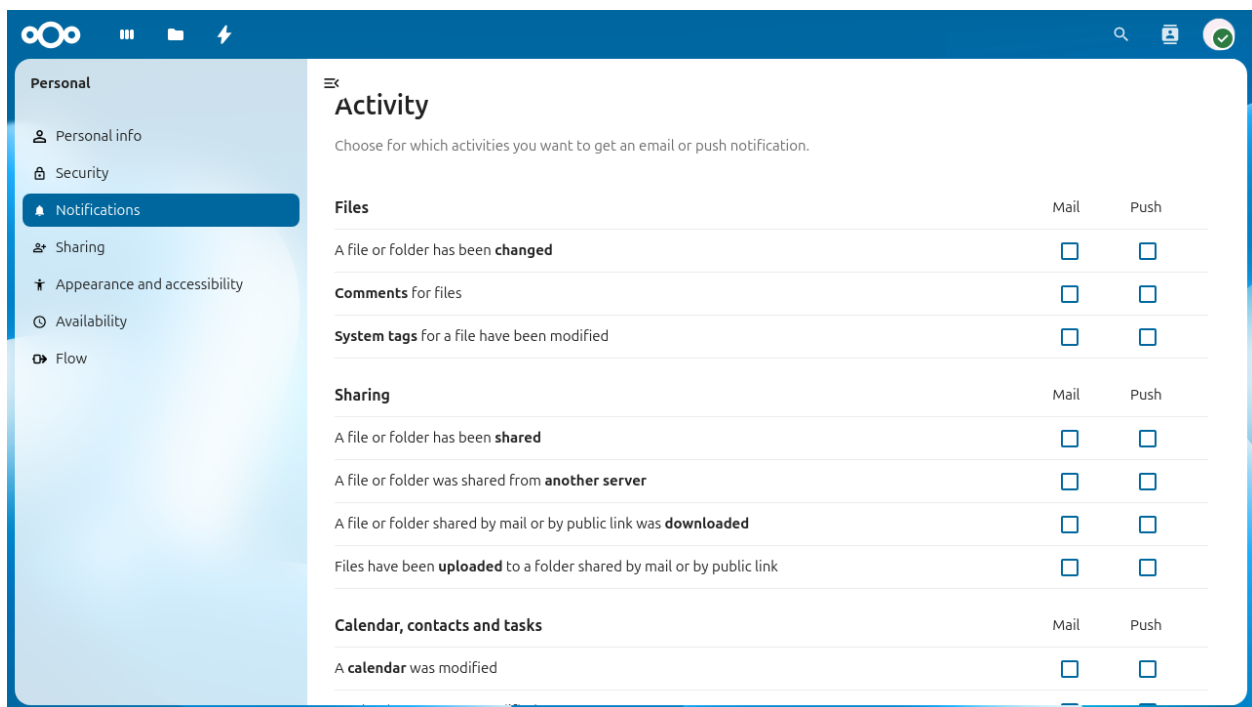 Personal
Personal info
Security
Notifications
Sharing
Appearance and accessibility
Availability
Flow
Activity
Choose for which activities you want to get an email or push notification.
Files Mail Push
A file or folder has been changed
Comments for files
System tags for a file have been modified
Sharing Mail Push
A file or folder has been shared
A file or folder was shared from another server
A file or folder shared by mail or by public link was downloaded
Files have been uploaded to a folder shared by mail or by public link
Calendar, contacts and tasks Mail Push
A calendar was modified